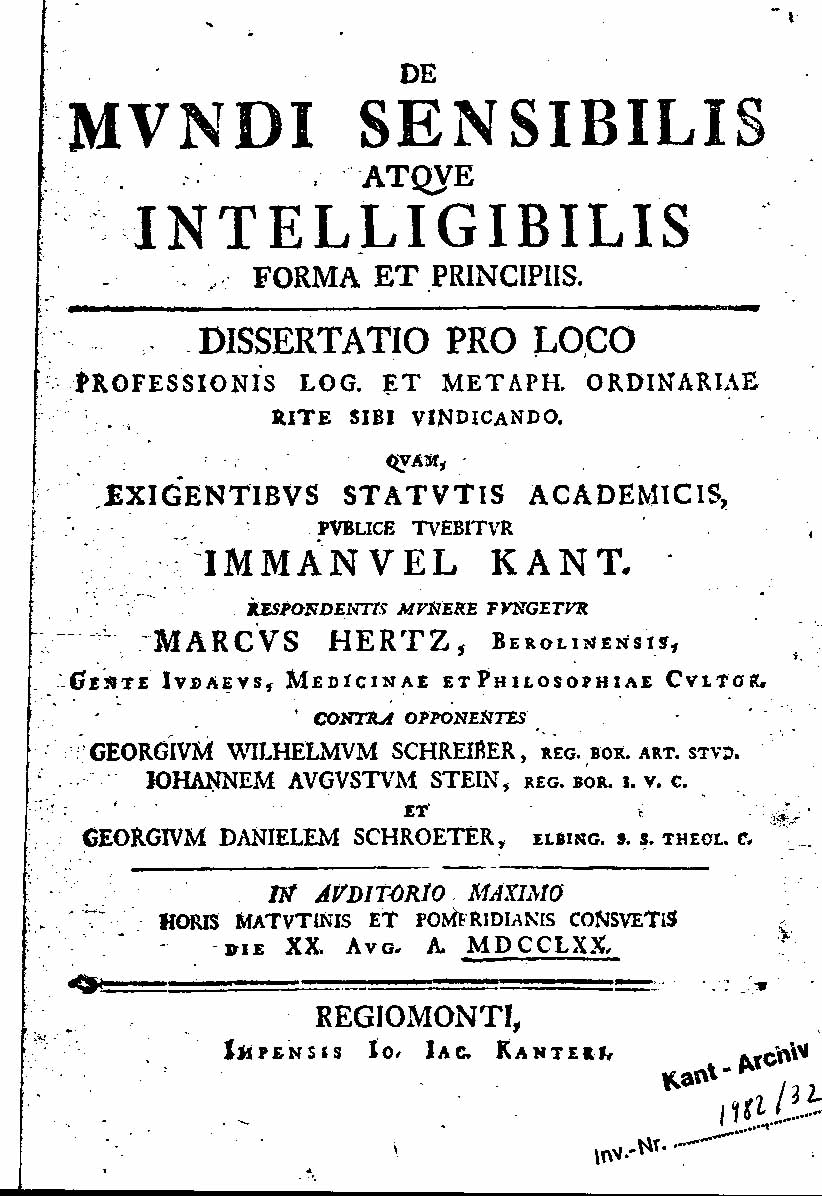 DE
MVNDI SENSIBILIS
ATQVE
INTELLIGIBILIS
FORMA ET PRINCIPIIS.
DISSERTATIO PRO LOCO
PROFESSIONIS LOG. ET METAPH. ORDINARIAE
RITE SIBI VINDICANDO.
QVAM,
EXIGENTIBVS STATVTIS ACADEMICIS,
PVBLICE TVEBITVR
IMMANVEL KANT.
RESPONDENTIS MVNERE FVNGETVR
MARCVS HERTZ, BEROLINENSIS,
GENTE IVDAEVS, MEDICINAE ET PHILOSOPHIAE CVLTOR,
CONTRA OPPONENTES
GEORGIVM WILHELMVM SCHREIBER, REG. BOR. ART. STVD.
IOHANNEM AVGVSTVM STEIN, REG. BOR. I. V. C.
ET
GEORGIVM DANIELEM SCHROETER, ELBING. S. S. THEOL. C.
IN AVDITORIO MAXIMO
HORIS MATVTINIS ET POMERIDIANIS CONSVETIS
DIE XX. AVG. A. MDCCLXX.
REGIOMONTI,
IMPENSIS IO. IAC. KANTERI.
Kant-Archiv
Inv.-Nr. 1982/32